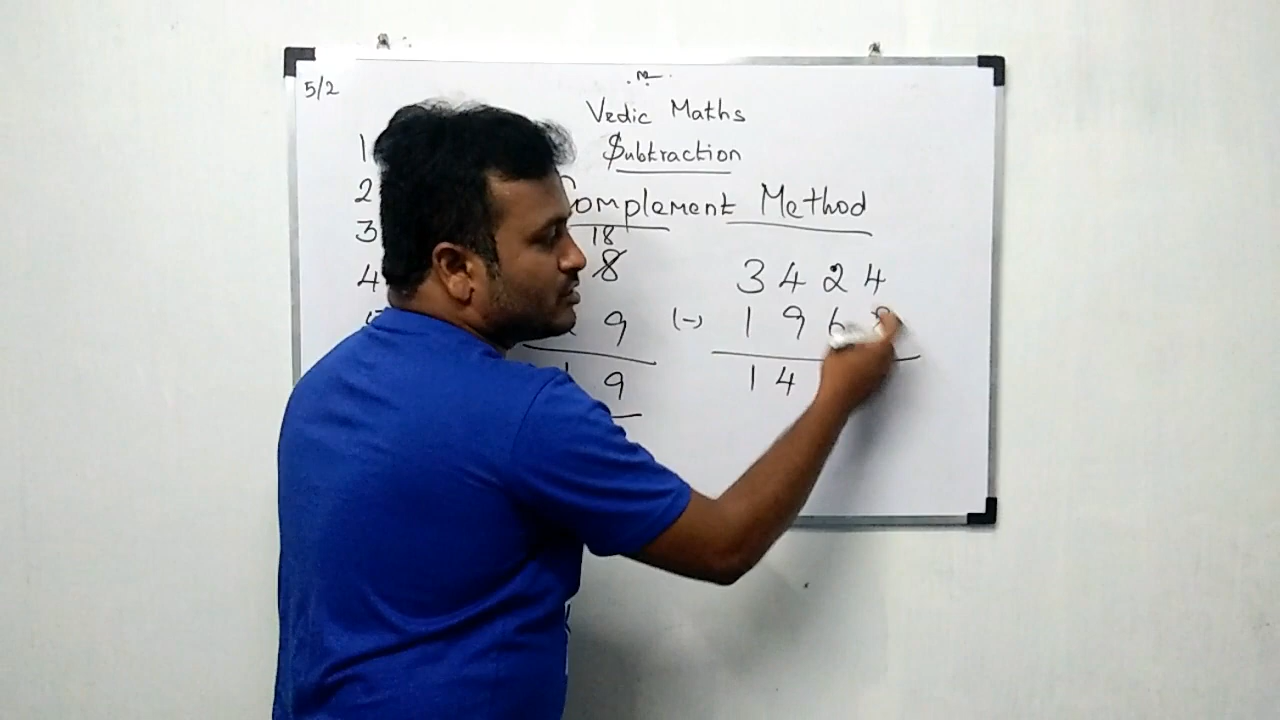 5/2
Vedic Maths
Subtraction
Complement Method
1
2
3
4
18
8
9
9
3 4 2 4
(-) 1 9 6
1 4